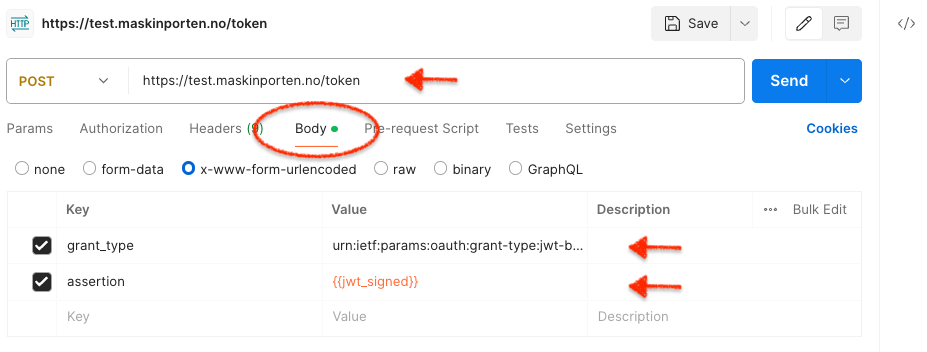 HTTP https://test.maskinporten.no/token Save </>
POST https://test.maskinporten.no/token Send
Params Authorization Headers (9) Body Pre-request Script Tests Settings Cookies
none form-data x-www-form-urlencoded raw binary GraphQL
Key Value Description ••• Bulk Edit
grant_type urn:ietf:params:oauth:grant-type:jwt-b...
assertion {{jwt_signed}}
Key Value Description